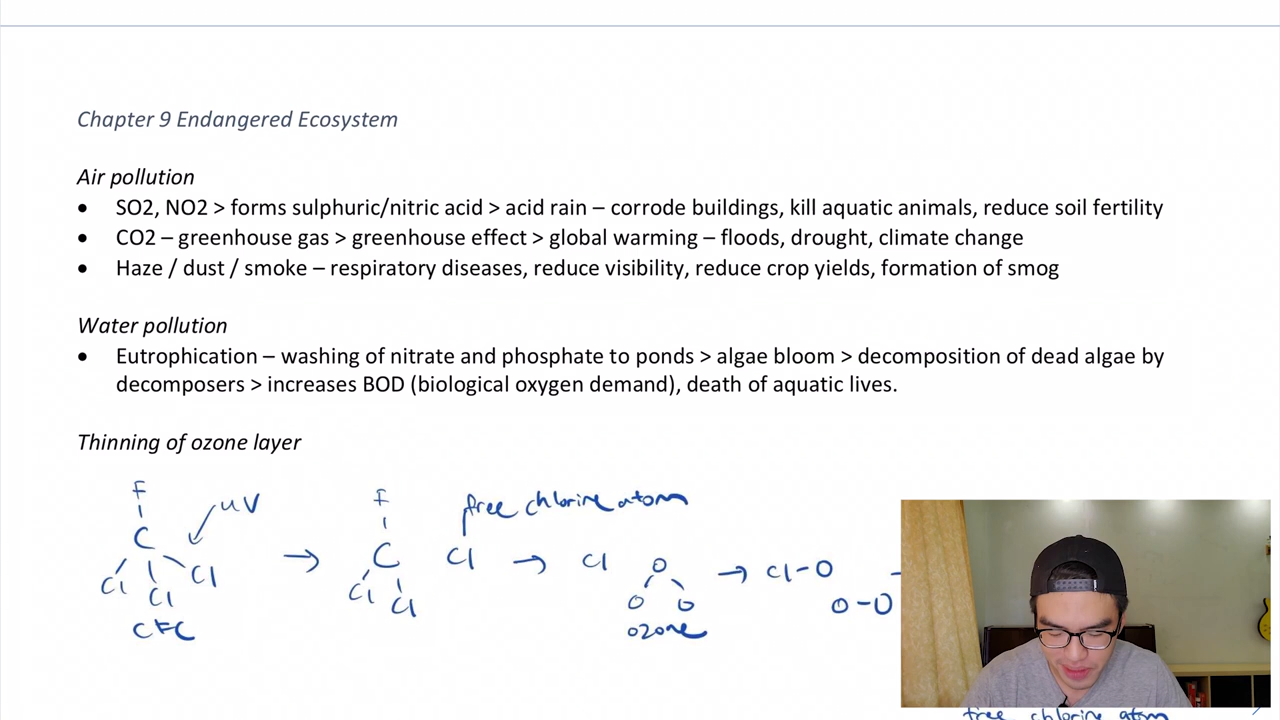 Chapter 9 Endangered Ecosystem
Air pollution
• SO2, NO2 > forms sulphuric/nitric acid > acid rain – corrode buildings, kill aquatic animals, reduce soil fertility
• CO2 – greenhouse gas > greenhouse effect > global warming – floods, drought, climate change
• Haze / dust / smoke – respiratory diseases, reduce visibility, reduce crop yields, formation of smog
Water pollution
• Eutrophication – washing of nitrate and phosphate to ponds > algae bloom > decomposition of dead algae by
decomposers > increases BOD (biological oxygen demand), death of aquatic lives.
Thinning of ozone layer
F UV F free chlorine atom
C → C Cl → Cl O → Cl-O
Cl Cl Cl Cl Cl O O O-O
CFC ozone
free chlorine atom